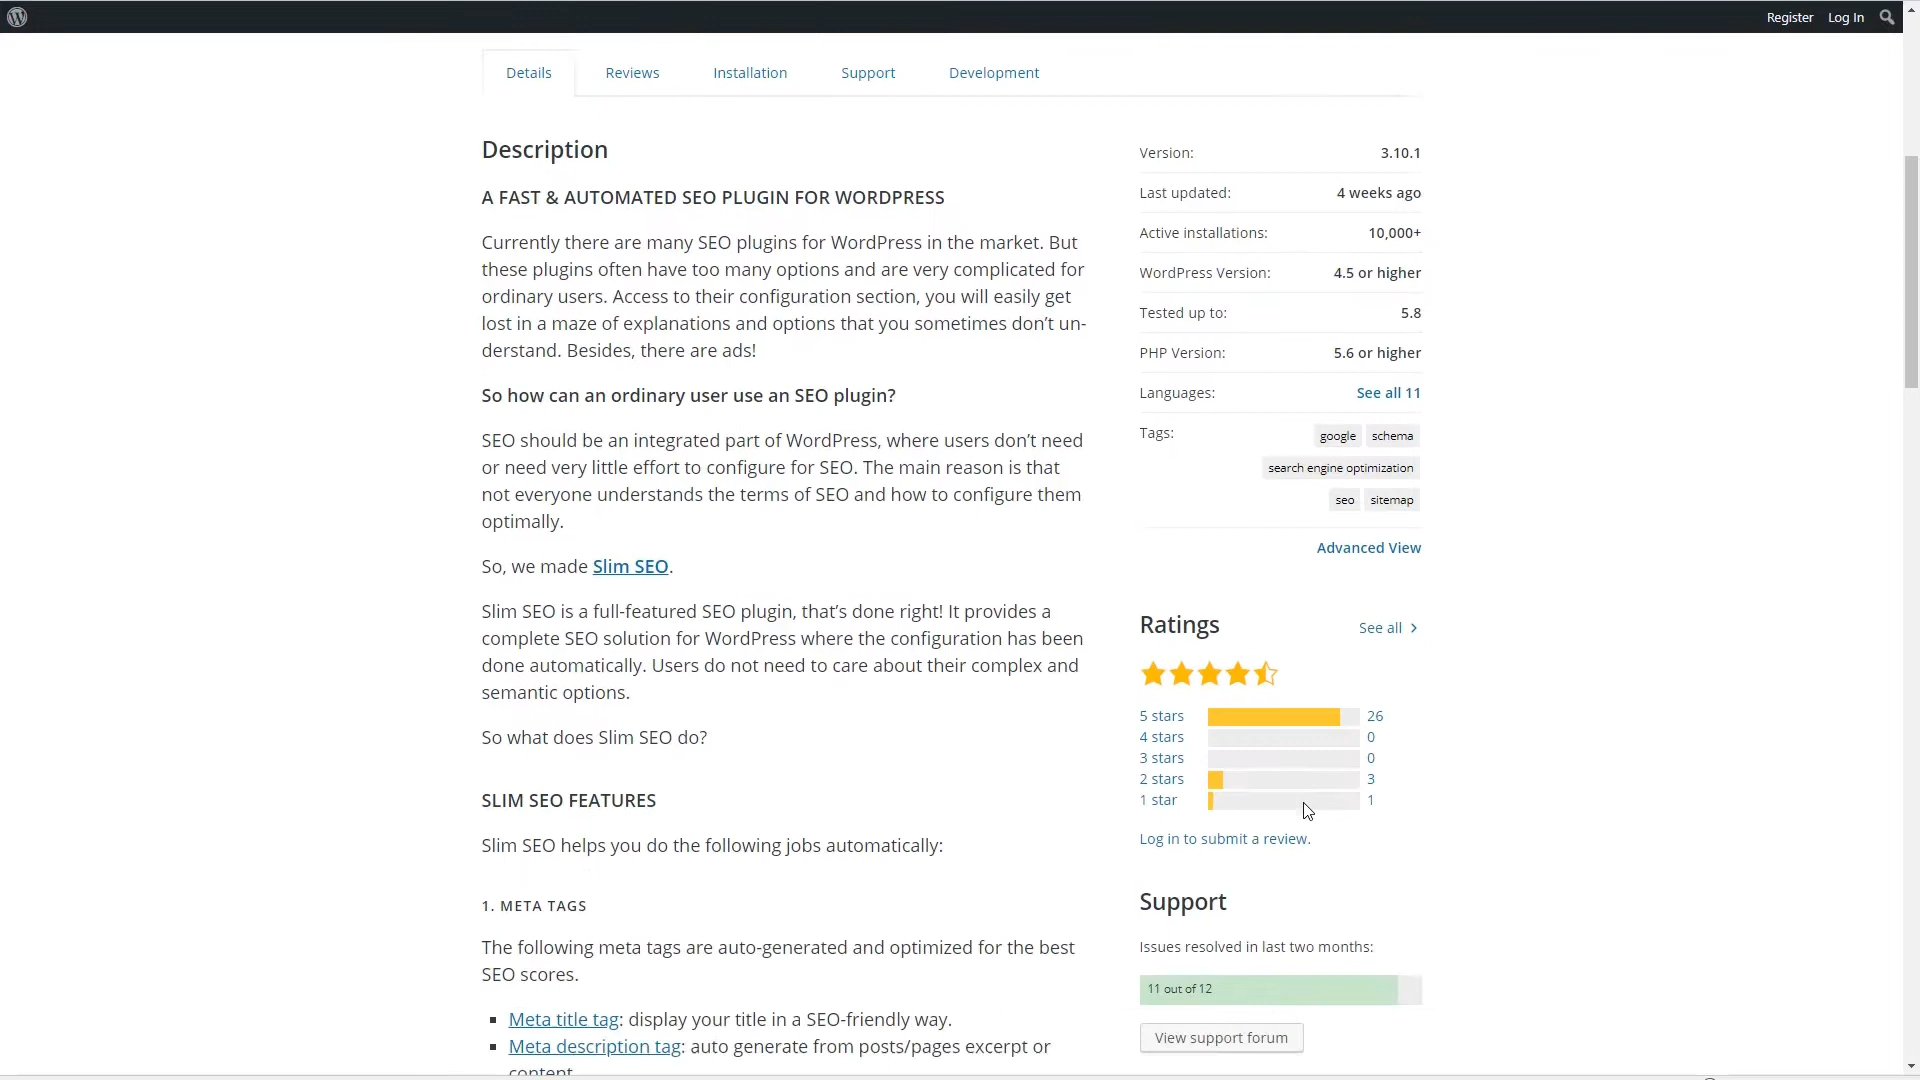 Register Log In
Details Reviews Installation Support Development
Description
A FAST & AUTOMATED SEO PLUGIN FOR WORDPRESS
Currently there are many SEO plugins for WordPress in the market. But
these plugins often have too many options and are very complicated for
ordinary users. Access to their configuration section, you will easily get
lost in a maze of explanations and options that you sometimes don’t un-
derstand. Besides, there are ads!
So how can an ordinary user use an SEO plugin?
SEO should be an integrated part of WordPress, where users don’t need
or need very little effort to configure for SEO. The main reason is that
not everyone understands the terms of SEO and how to configure them
optimally.
So, we made Slim SEO.
Slim SEO is a full-featured SEO plugin, that’s done right! It provides a
complete SEO solution for WordPress where the configuration has been
done automatically. Users do not need to care about their complex and
semantic options.
So what does Slim SEO do?
SLIM SEO FEATURES
Slim SEO helps you do the following jobs automatically:
1. META TAGS
The following meta tags are auto-generated and optimized for the best
SEO scores.
Meta title tag: display your title in a SEO-friendly way.
Meta description tag: auto generate from posts/pages excerpt or
content
Version: 3.10.1
Last updated: 4 weeks ago
Active installations: 10,000+
WordPress Version: 4.5 or higher
Tested up to: 5.8
PHP Version: 5.6 or higher
Languages: See all 11
Tags: google schema
search engine optimization
seo sitemap
Advanced View
Ratings See all
5 stars 26
4 stars 0
3 stars 0
2 stars 3
1 star 1
Log in to submit a review.
Support
Issues resolved in last two months:
11 out of 12
View support forum